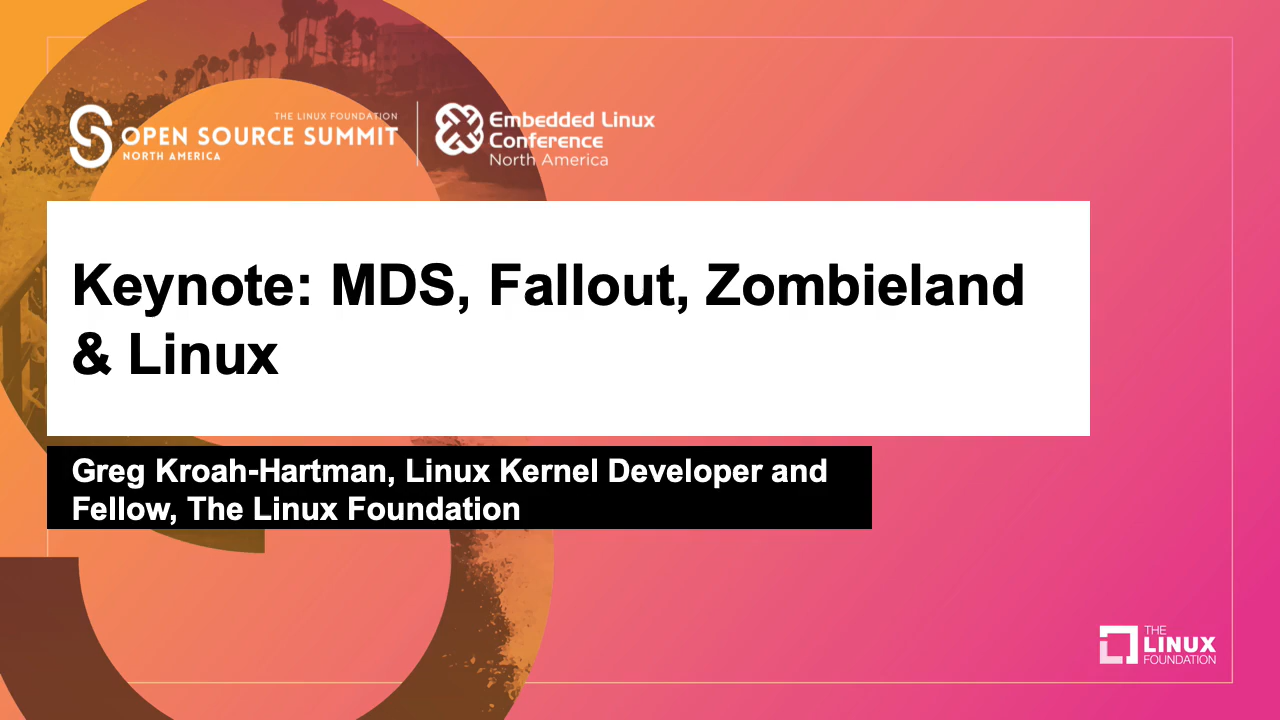 THE LINUX FOUNDATION
OPEN SOURCE SUMMIT
NORTH AMERICA
Embedded Linux
Conference
North America
Keynote: MDS, Fallout, Zombieland
& Linux
Greg Kroah-Hartman, Linux Kernel Developer and
Fellow, The Linux Foundation
THE
LINUX
FOUNDATION